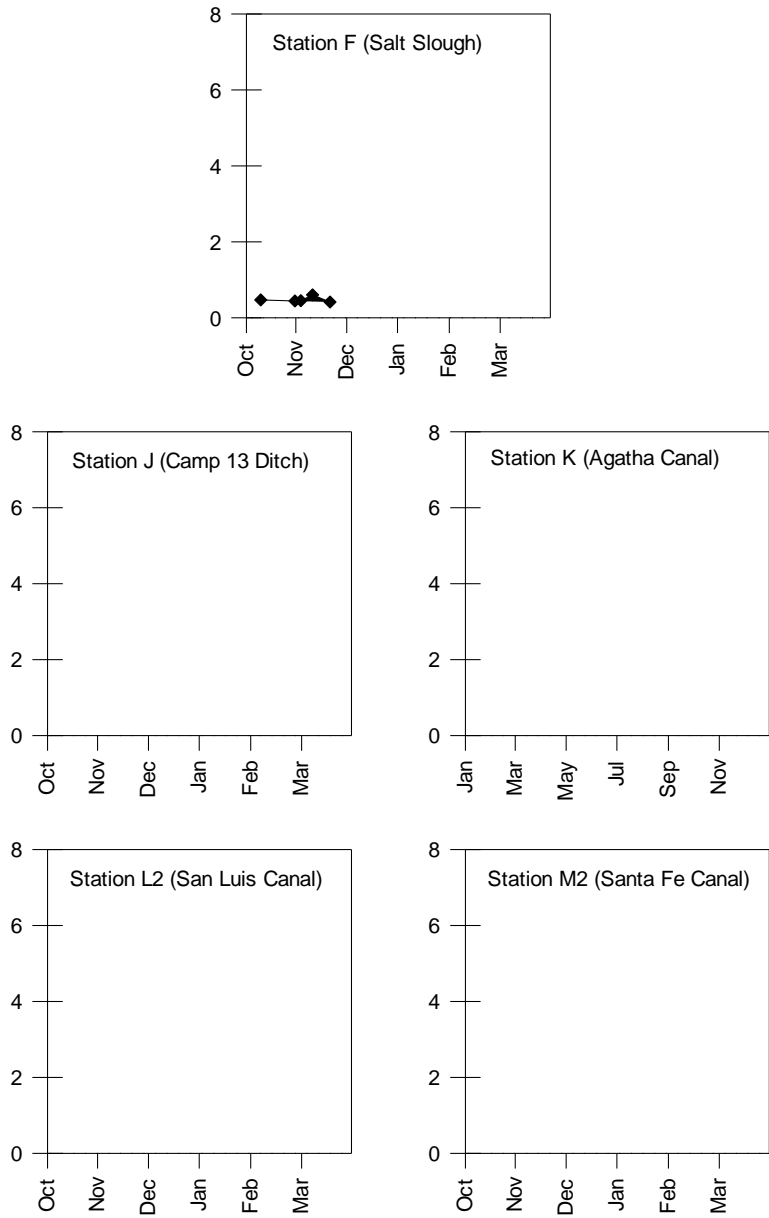 8
Station F (Salt Slough)
6
4
2
0
Oct
Nov
Dec
Jan
Feb
Mar
8
Station J (Camp 13 Ditch)
6
4
2
0
Oct
Nov
Dec
Jan
Feb
Mar
8
Station K (Agatha Canal)
6
4
2
0
Jan
Mar
May
Jul
Sep
Nov
8
Station L2 (San Luis Canal)
6
4
2
0
Oct
Nov
Dec
Jan
Feb
Mar
8
Station M2 (Santa Fe Canal)
6
4
2
0
Oct
Nov
Dec
Jan
Feb
Mar